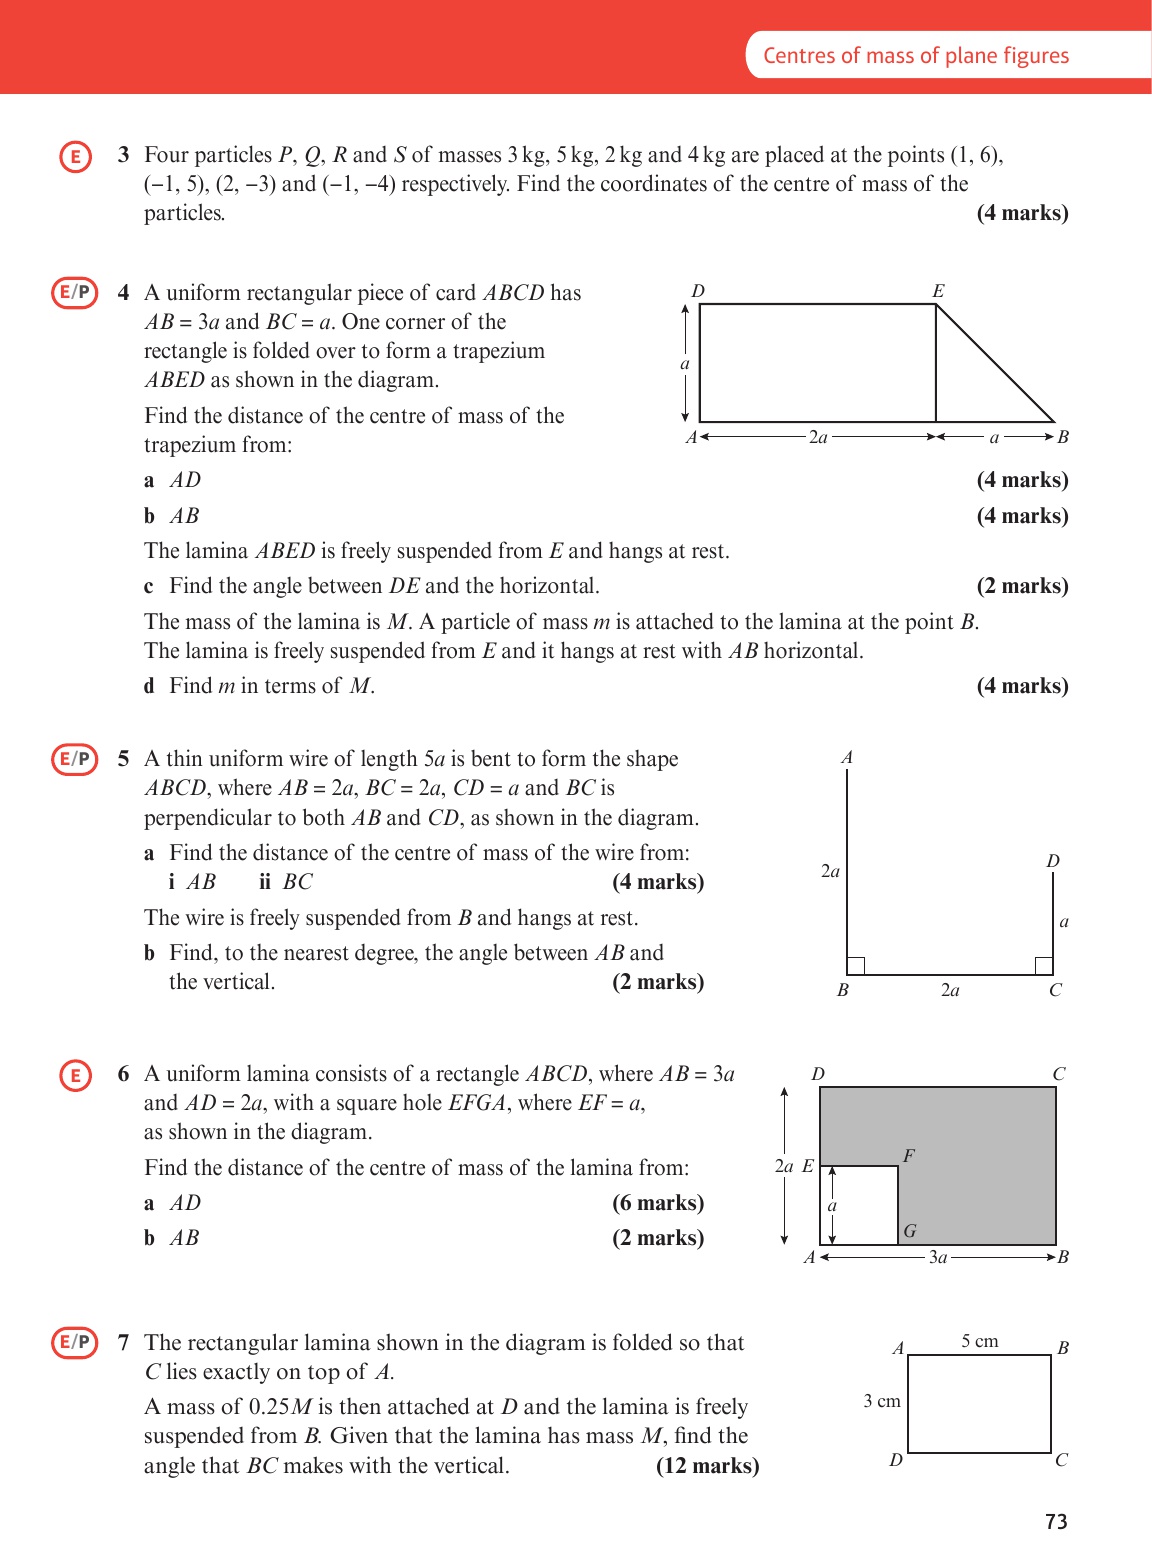 Centres of mass of plane figures
E 3 Four particles P, Q, R and S of masses 3 kg, 5 kg, 2 kg and 4 kg are placed at the points (1, 6),
(−1, 5), (2, −3) and (−1, −4) respectively. Find the coordinates of the centre of mass of the
particles. (4 marks)
E/P 4 A uniform rectangular piece of card ABCD has
AB = 3a and BC = a. One corner of the
rectangle is folded over to form a trapezium
ABED as shown in the diagram.
Find the distance of the centre of mass of the
trapezium from:
D E
a
A 2a a B
a AD (4 marks)
b AB (4 marks)
The lamina ABED is freely suspended from E and hangs at rest.
c Find the angle between DE and the horizontal. (2 marks)
The mass of the lamina is M. A particle of mass m is attached to the lamina at the point B.
The lamina is freely suspended from E and it hangs at rest with AB horizontal.
d Find m in terms of M. (4 marks)
E/P 5 A thin uniform wire of length 5a is bent to form the shape
ABCD, where AB = 2a, BC = 2a, CD = a and BC is
perpendicular to both AB and CD, as shown in the diagram.
a Find the distance of the centre of mass of the wire from:
i AB ii BC (4 marks)
The wire is freely suspended from B and hangs at rest.
b Find, to the nearest degree, the angle between AB and
the vertical. (2 marks)
A
D
2a
a
B 2a C
E 6 A uniform lamina consists of a rectangle ABCD, where AB = 3a
and AD = 2a, with a square hole EFGA, where EF = a,
as shown in the diagram.
Find the distance of the centre of mass of the lamina from:
a AD (6 marks)
b AB (2 marks)
D C
F
2a E
a
G
A 3a B
E/P 7 The rectangular lamina shown in the diagram is folded so that
C lies exactly on top of A.
A mass of 0.25M is then attached at D and the lamina is freely
suspended from B. Given that the lamina has mass M, find the
angle that BC makes with the vertical. (12 marks)
A 5 cm B
3 cm
D C
73